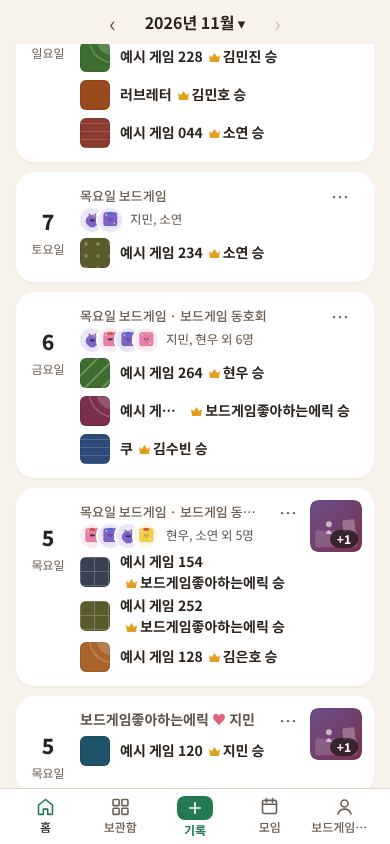 2026년 11월 ▾
일요일
예시 게임 228 김민진 승
러브레터 김민호 승
예시 게임 044 소연 승
목요일 보드게임
7
토요일
지민, 소연
예시 게임 234 소연 승
목요일 보드게임 · 보드게임 동호회
6
금요일
지민, 현우 외 6명
예시 게임 264 현우 승
예시 게… 보드게임좋아하는에릭 승
쿠 김수빈 승
목요일 보드게임 · 보드게임 동…
5
목요일
현우, 소연 외 5명
+1
예시 게임 154
보드게임좋아하는에릭 승
예시 게임 252
보드게임좋아하는에릭 승
예시 게임 128 김은호 승
보드게임좋아하는에릭 ♥ 지민
5
목요일
+1
예시 게임 120 지민 승
홈
보관함
기록
모임
보드게임…